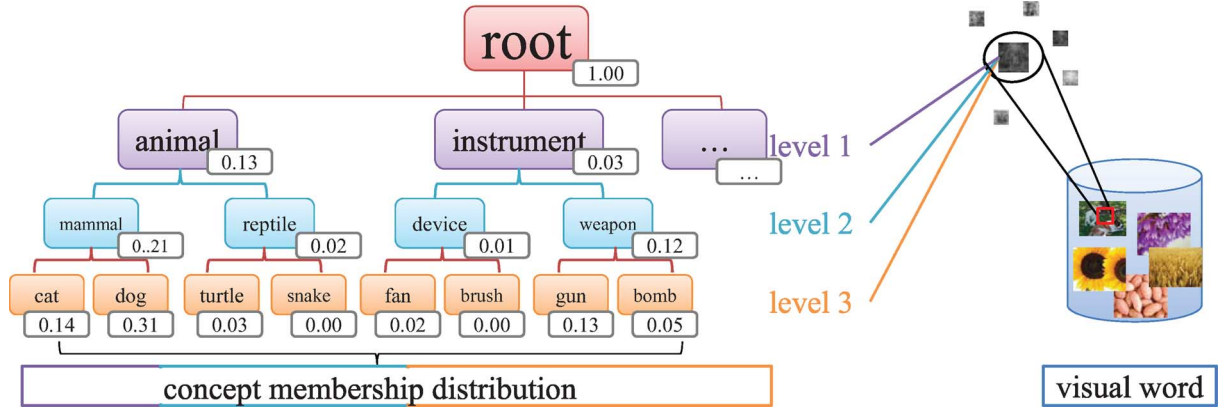 root
1.00
animal
0.13
instrument
0.03
...
...
level 1
mammal
0..21
reptile
0.02
device
0.01
weapon
0.12
level 2
cat
0.14
dog
0.31
turtle
0.03
snake
0.00
fan
0.02
brush
0.00
gun
0.13
bomb
0.05
level 3
concept membership distribution
visual word